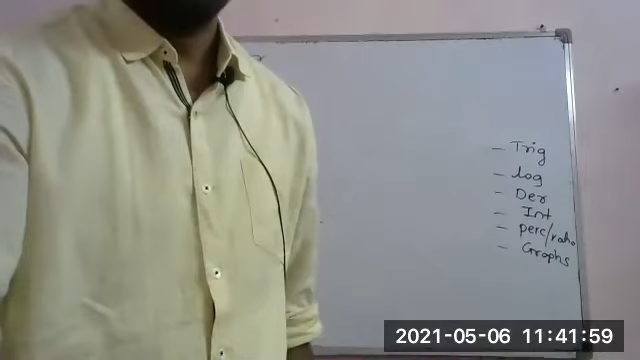 - Trig
- log
- Der
- Int
- perc/ratio
- Graphs
2021-05-06 11:41:59